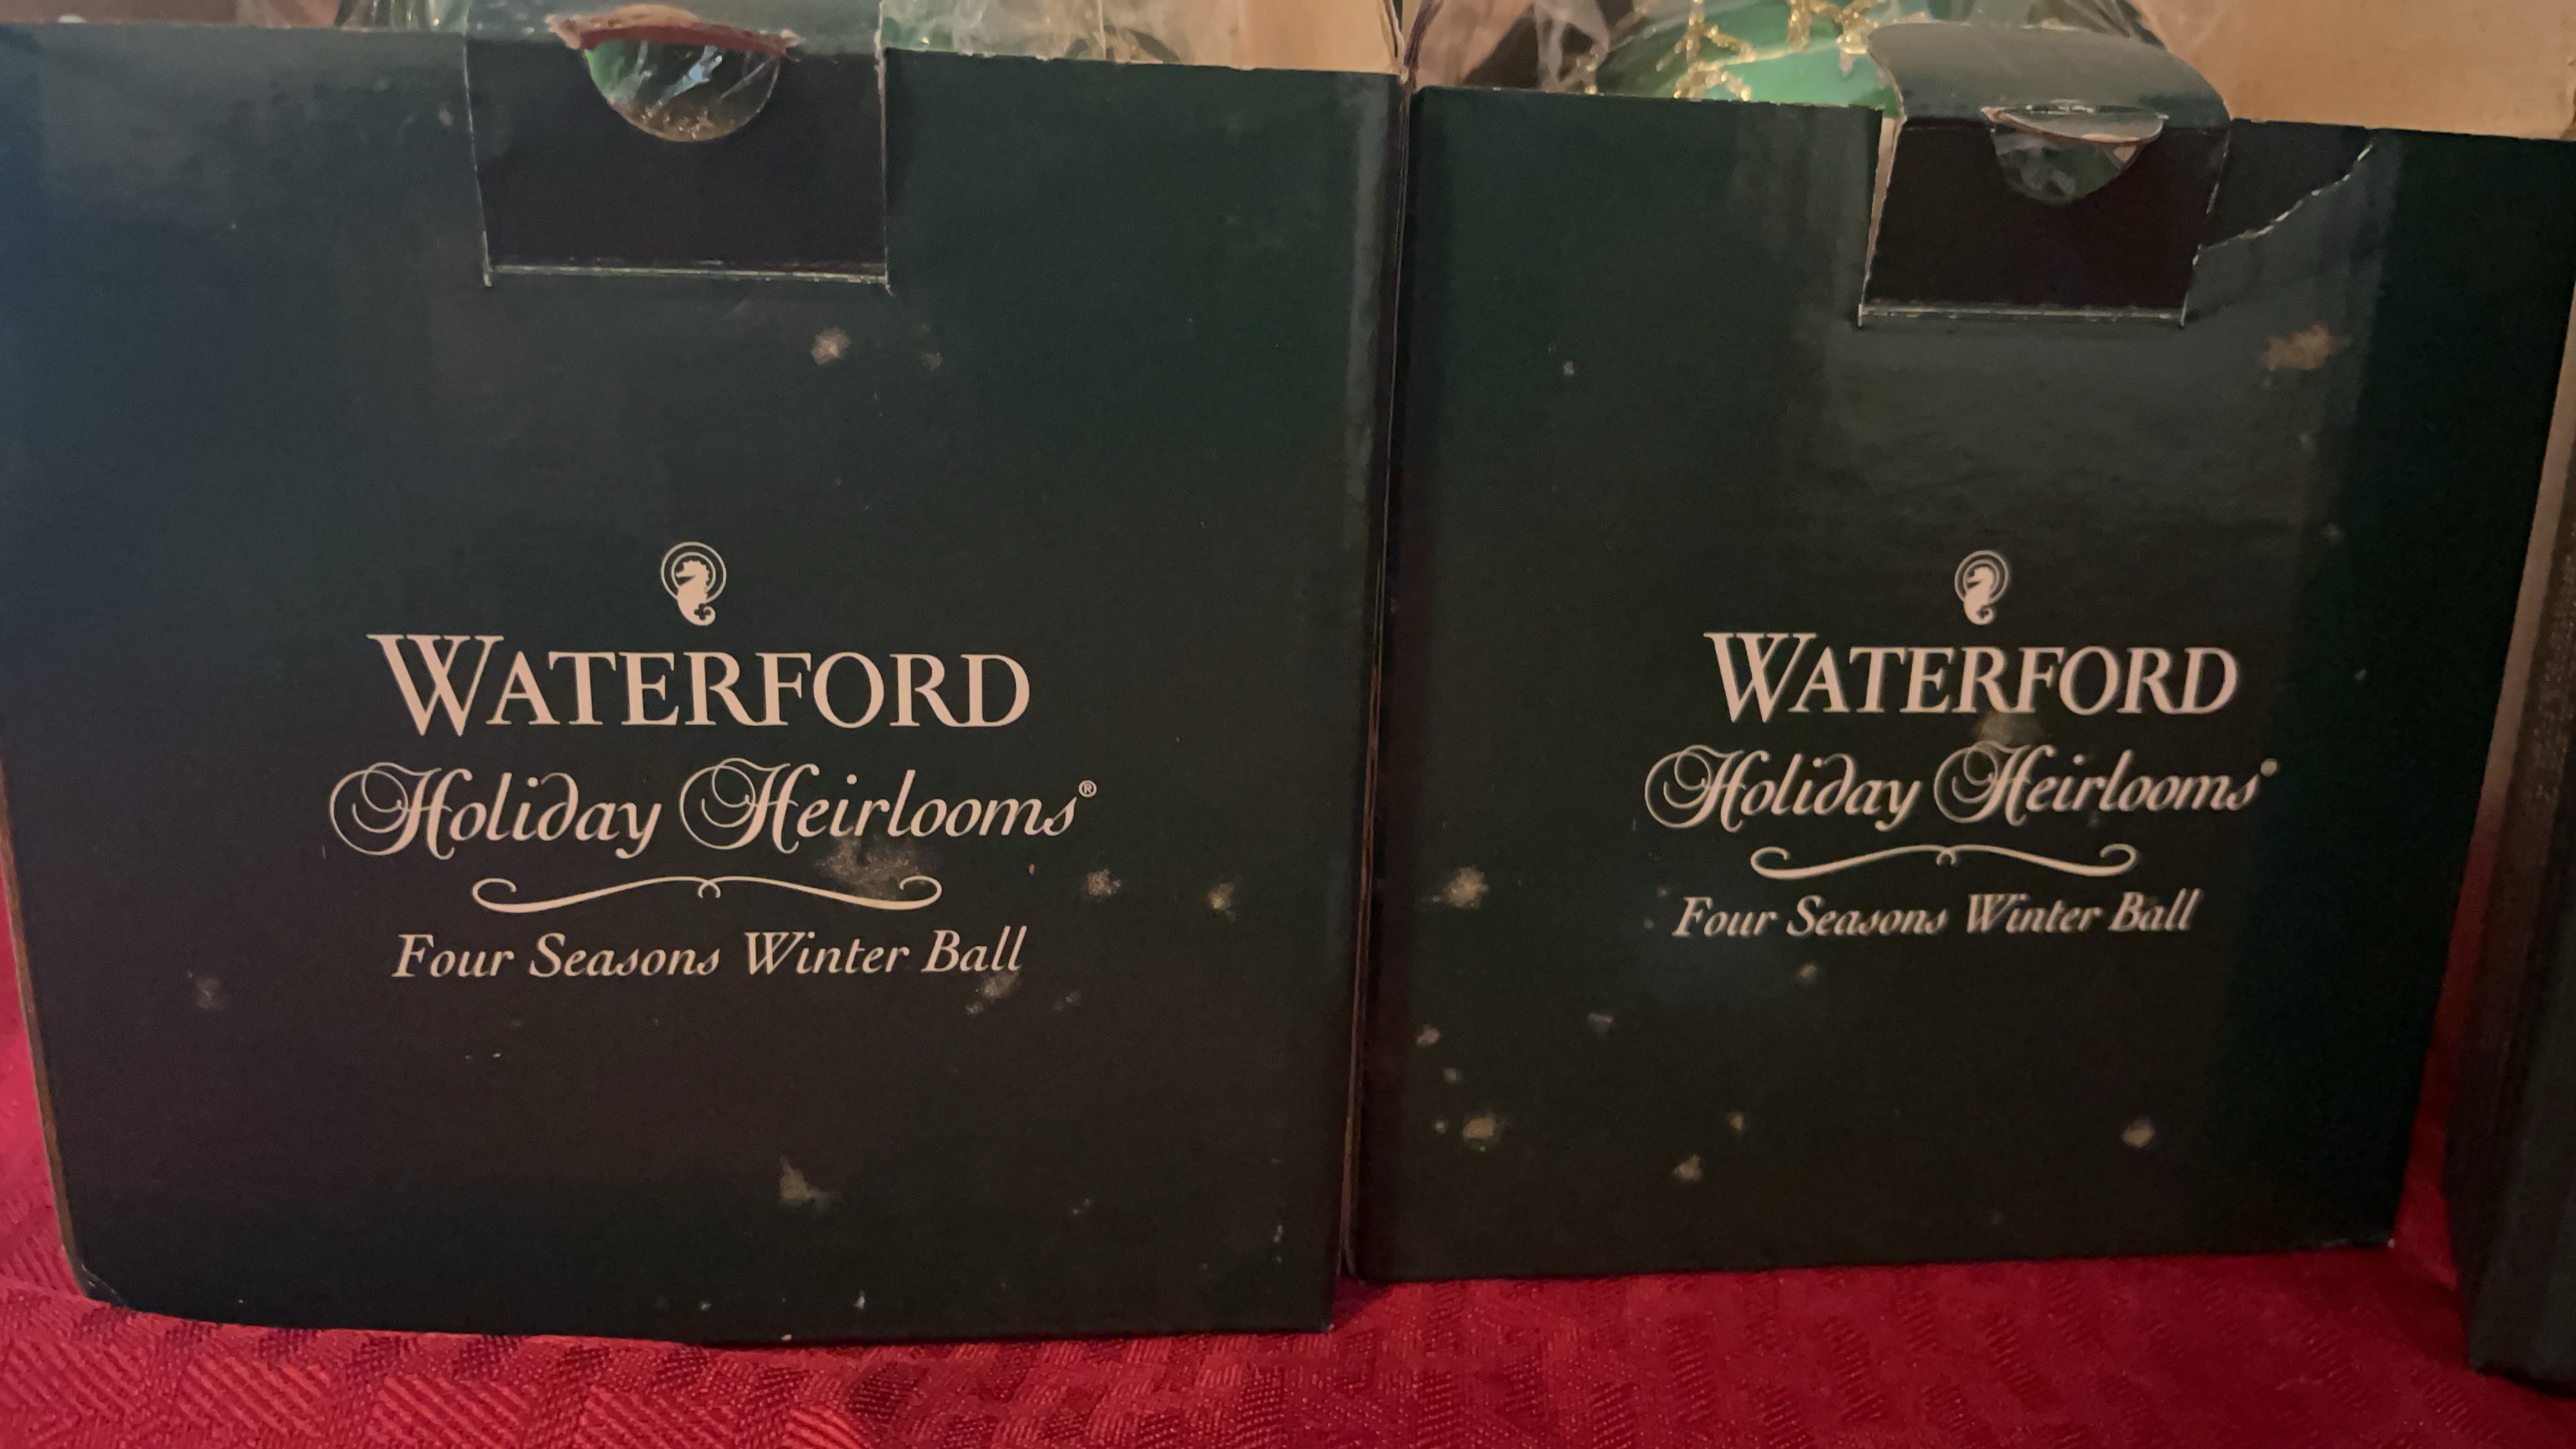 WATERFORD
Holiday Heirlooms®
Four Seasons Winter Ball
WATERFORD
Holiday Heirlooms®
Four Seasons Winter Ball